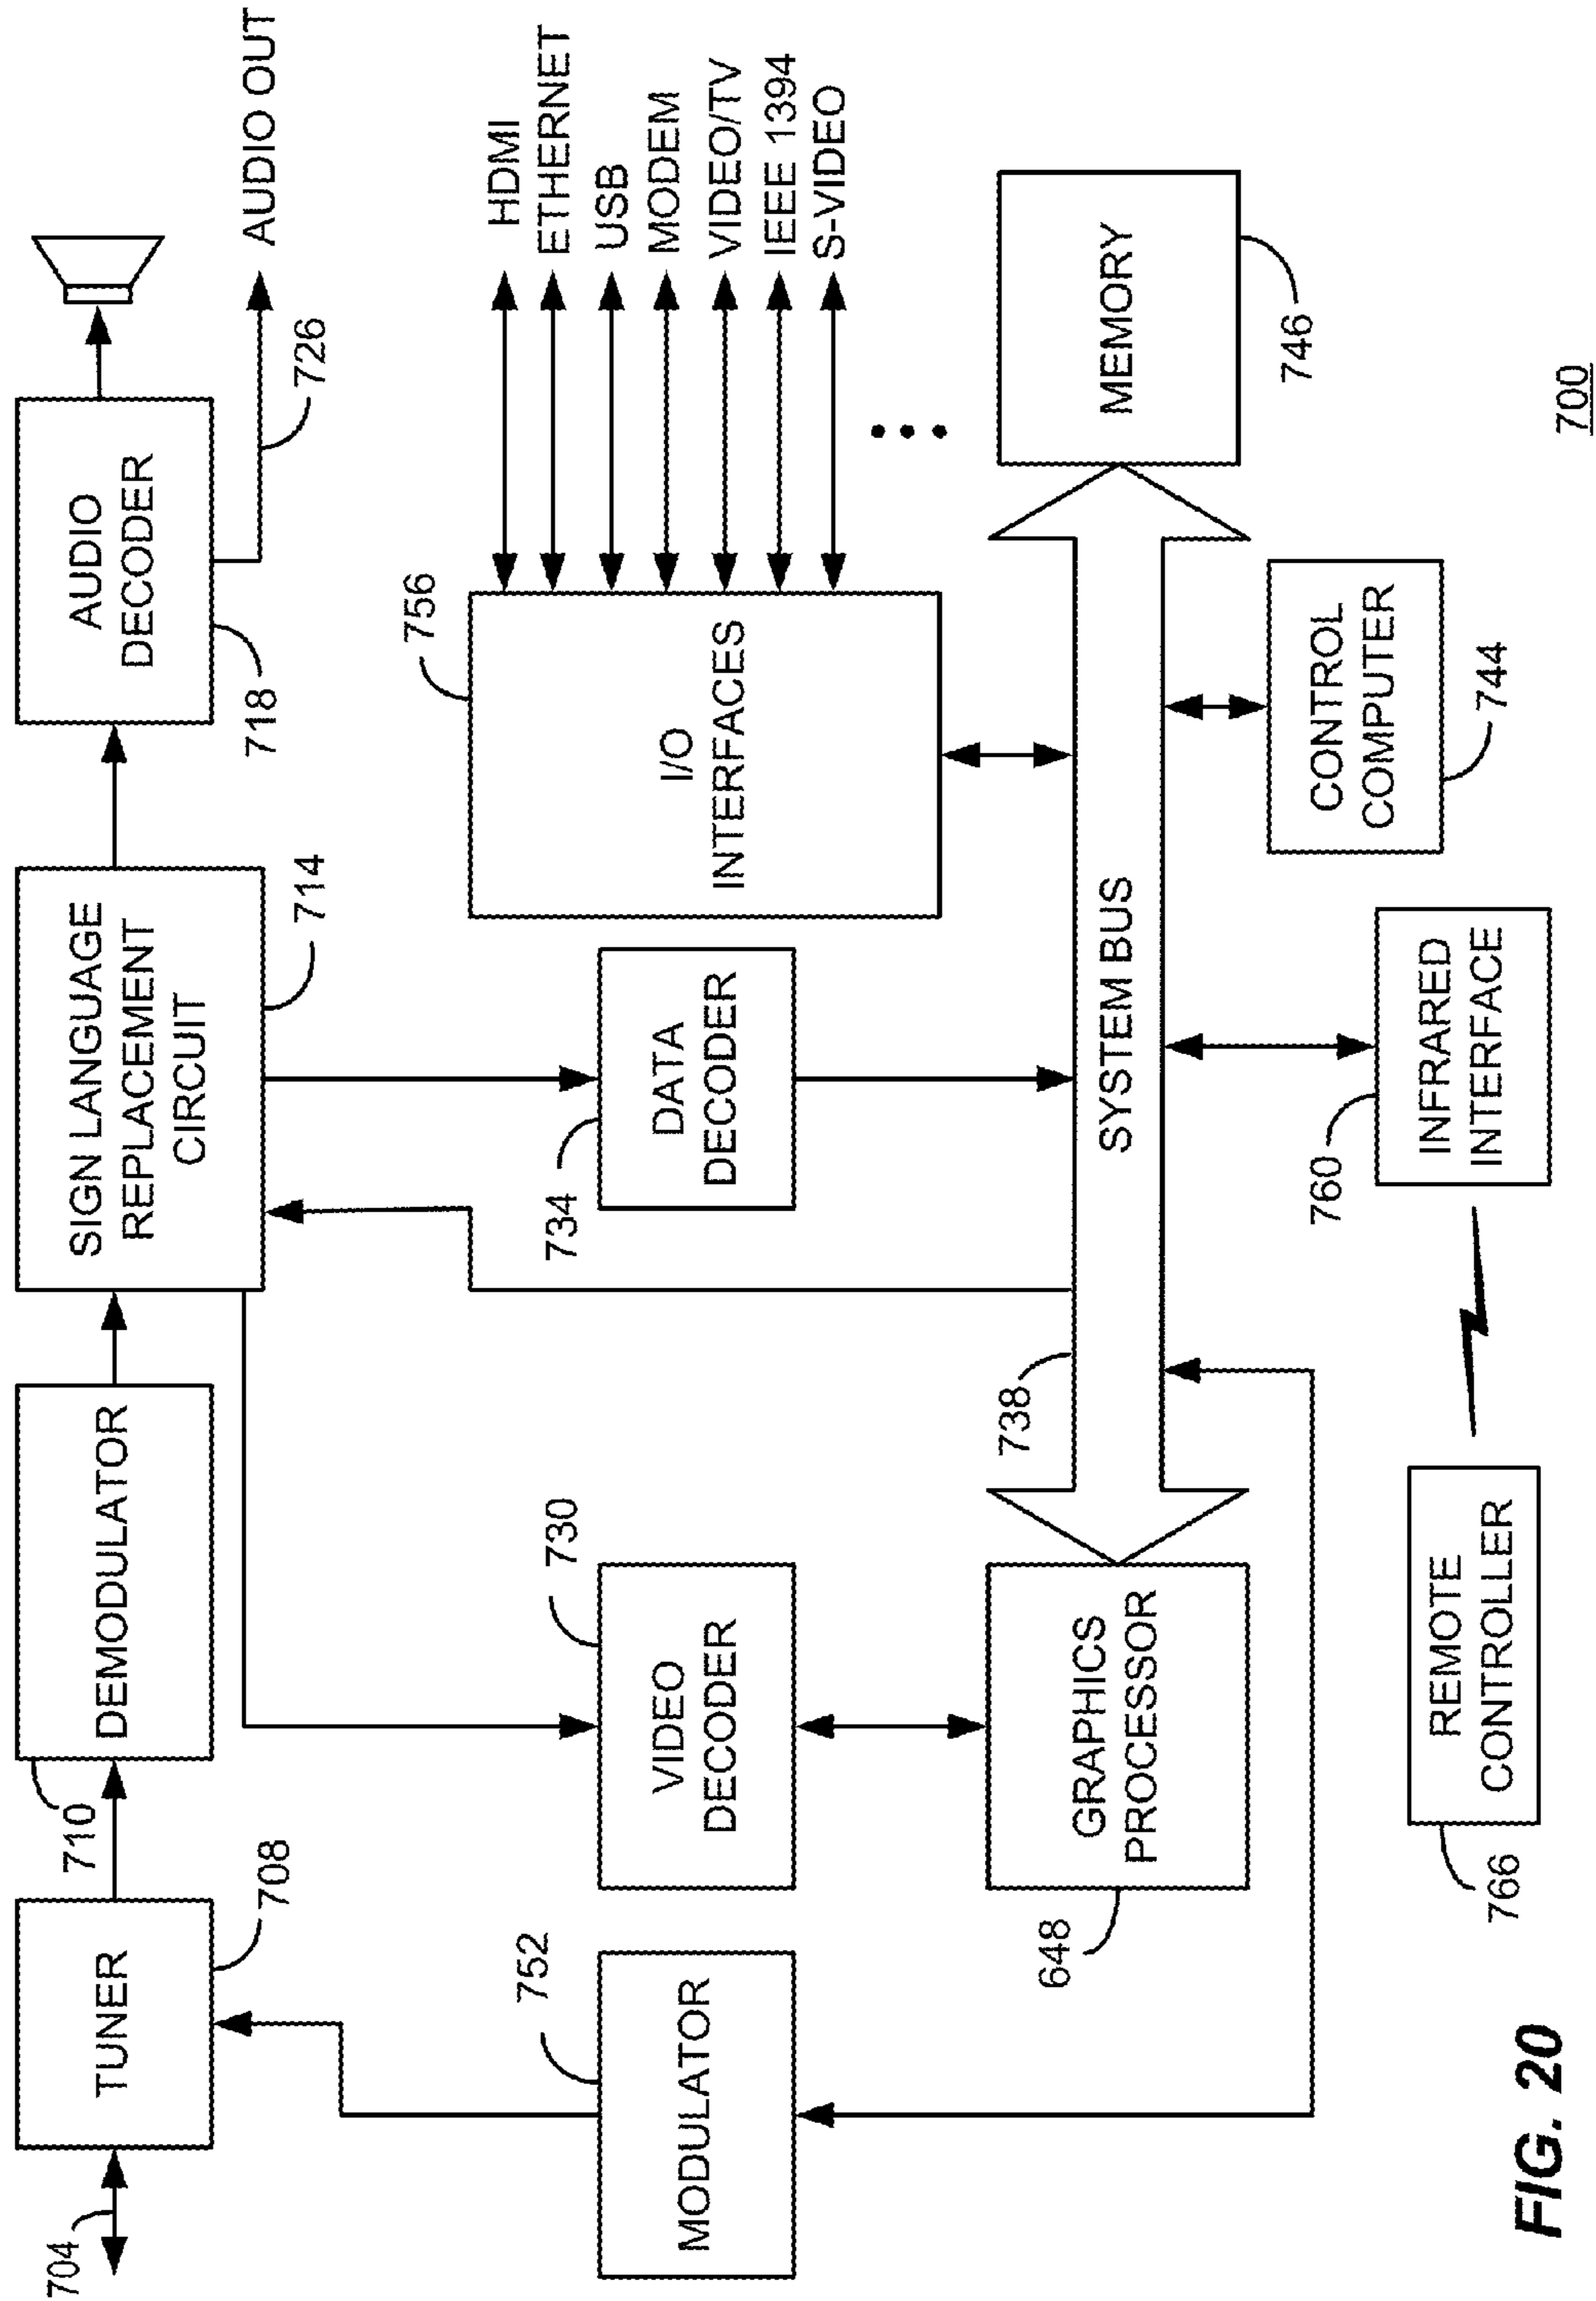 704
TUNER
708
710
DEMODULATOR
SIGN LANGUAGE
REPLACEMENT
CIRCUIT
714
AUDIO
DECODER
718
726
AUDIO OUT
752
MODULATOR
730
VIDEO
DECODER
734
DATA
DECODER
756
I/O
INTERFACES
HDMI
ETHERNET
USB
MODEM
VIDEO/TV
IEEE 1394
S-VIDEO
648
GRAPHICS
PROCESSOR
738
SYSTEM BUS
MEMORY
746
766
REMOTE
CONTROLLER
760
INFRARED
INTERFACE
CONTROL
COMPUTER
744
FIG. 20
700